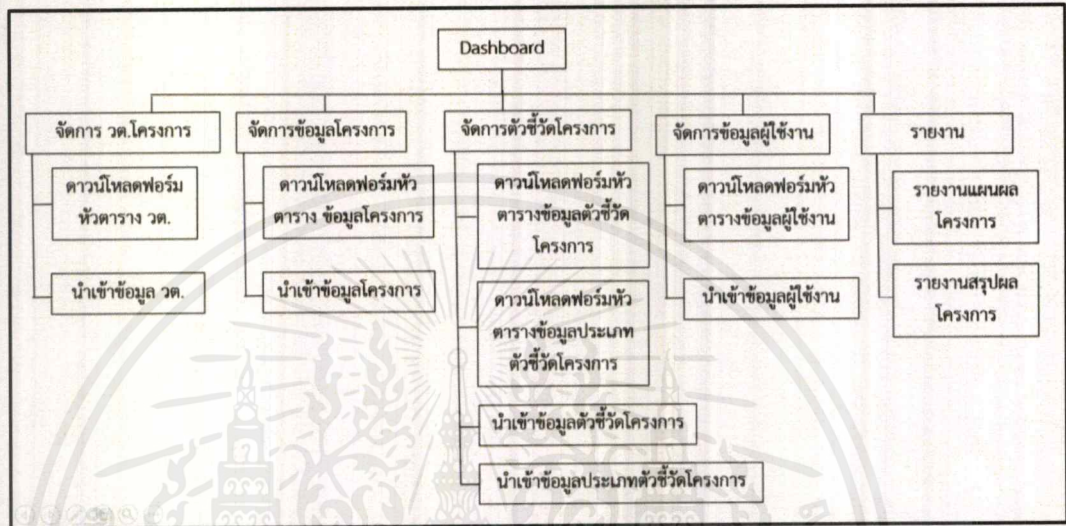 Dashboard
จัดการ วต.โครงการ
ดาวน์โหลดฟอร์ม
หัวตาราง วต.
นำเข้าข้อมูล วต.
จัดการข้อมูลโครงการ
ดาวน์โหลดฟอร์มหัว
ตาราง ข้อมูลโครงการ
นำเข้าข้อมูลโครงการ
จัดการตัวชี้วัดโครงการ
ดาวน์โหลดฟอร์มหัว
ตารางข้อมูลตัวชี้วัด
โครงการ
ดาวน์โหลดฟอร์มหัว
ตารางข้อมูลประเภท
ตัวชี้วัดโครงการ
นำเข้าข้อมูลตัวชี้วัดโครงการ
นำเข้าข้อมูลประเภทตัวชี้วัดโครงการ
จัดการข้อมูลผู้ใช้งาน
ดาวน์โหลดฟอร์มหัว
ตารางข้อมูลผู้ใช้งาน
นำเข้าข้อมูลผู้ใช้งาน
รายงาน
รายงานแผนผล
โครงการ
รายงานสรุปผล
โครงการ